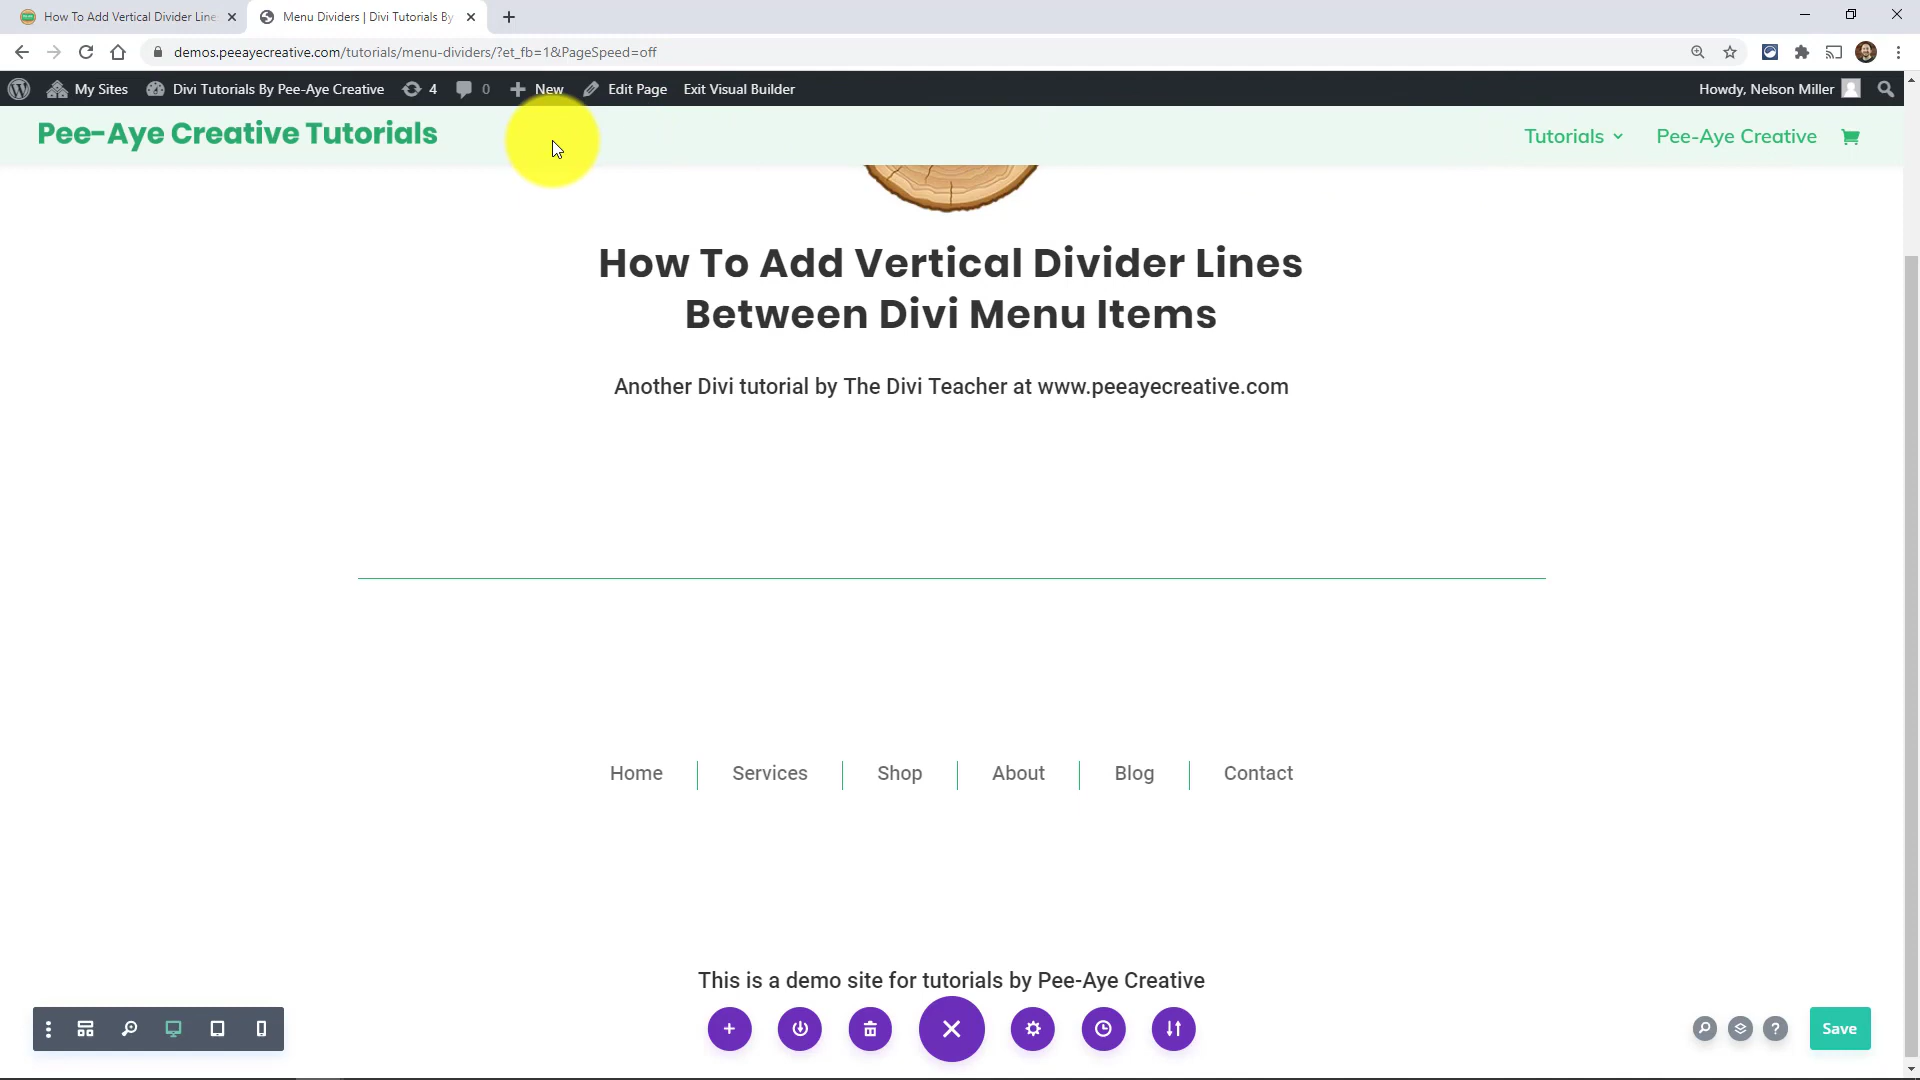 How To Add Vertical Divider Line
Menu Dividers | Divi Tutorials By
demos.peeayecreative.com/tutorials/menu-dividers/?et_fb=1&PageSpeed=off
My Sites Divi Tutorials By Pee-Aye Creative 4 0 New Edit Page Exit Visual Builder Howdy, Nelson Miller
Pee-Aye Creative Tutorials
Tutorials Pee-Aye Creative
How To Add Vertical Divider Lines
Between Divi Menu Items
Another Divi tutorial by The Divi Teacher at www.peeayecreative.com
Home Services Shop About Blog Contact
This is a demo site for tutorials by Pee-Aye Creative
Save